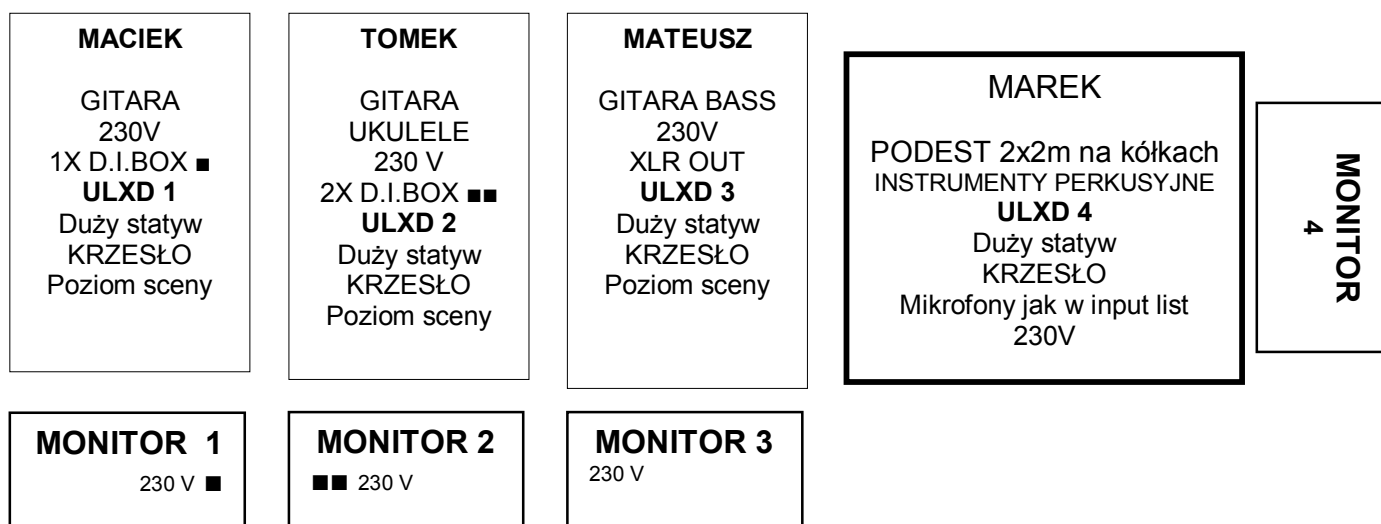 MACIEK
GITARA
230V
1X D.I.BOX ■
ULXD 1
Duży statyw
KRZESŁO
Poziom sceny
TOMEK
GITARA
UKULELE
230 V
2X D.I.BOX ■■
ULXD 2
Duży statyw
KRZESŁO
Poziom sceny
MATEUSZ
GITARA BASS
230V
XLR OUT
ULXD 3
Duży statyw
KRZESŁO
Poziom sceny
MAREK
PODEST 2x2m na kółkach
INSTRUMENTY PERKUSYJNE
ULXD 4
Duży statyw
KRZESŁO
Mikrofony jak w input list
230V
MONITOR
4
MONITOR 1
230 V ■
MONITOR 2
■■ 230 V
MONITOR 3
230 V